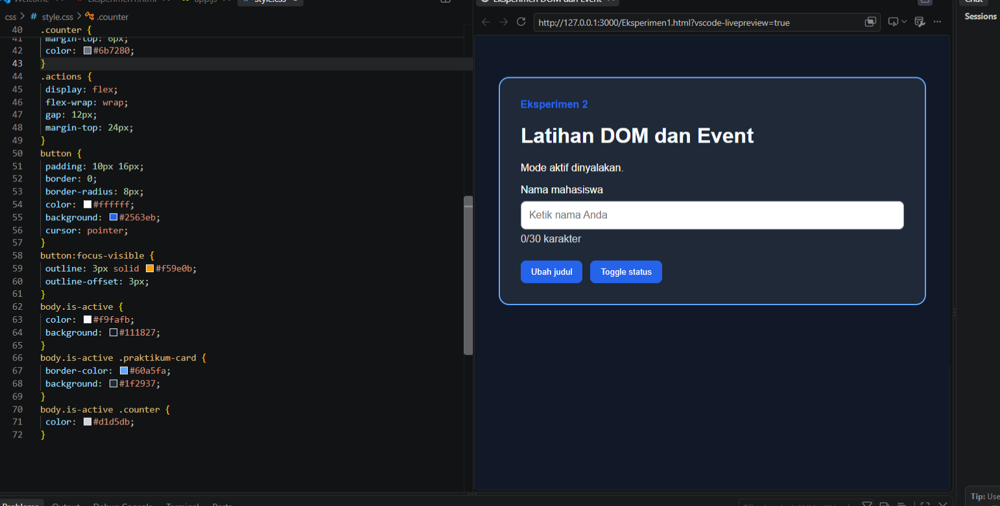 Welcome
Eksperimen1.html
app.js
style.css
css > # style.css > .counter
40 .counter {
41 margin-top: 6px;
42 color: #6b7280;
43 }
44 .actions {
45 display: flex;
46 flex-wrap: wrap;
47 gap: 12px;
48 margin-top: 24px;
49 }
50 button {
51 padding: 10px 16px;
52 border: 0;
53 border-radius: 8px;
54 color: #ffffff;
55 background: #2563eb;
56 cursor: pointer;
57 }
58 button:focus-visible {
59 outline: 3px solid #f59e0b;
60 outline-offset: 3px;
61 }
62 body.is-active {
63 color: #f9fafb;
64 background: #111827;
65 }
66 body.is-active .praktikum-card {
67 border-color: #60a5fa;
68 background: #1f2937;
69 }
70 body.is-active .counter {
71 color: #d1d5db;
72 }
Problems
Output
Debug Console
Terminal
Ports
Eksperimen DOM dan Event
http://127.0.0.1:3000/Eksperimen1.html?vscode-livepreview=true
Eksperimen 2
Latihan DOM dan Event
Mode aktif dinyalakan.
Nama mahasiswa
Ketik nama Anda
0/30 karakter
Ubah judul
Toggle status
Chat
Sessions
Tip: Use